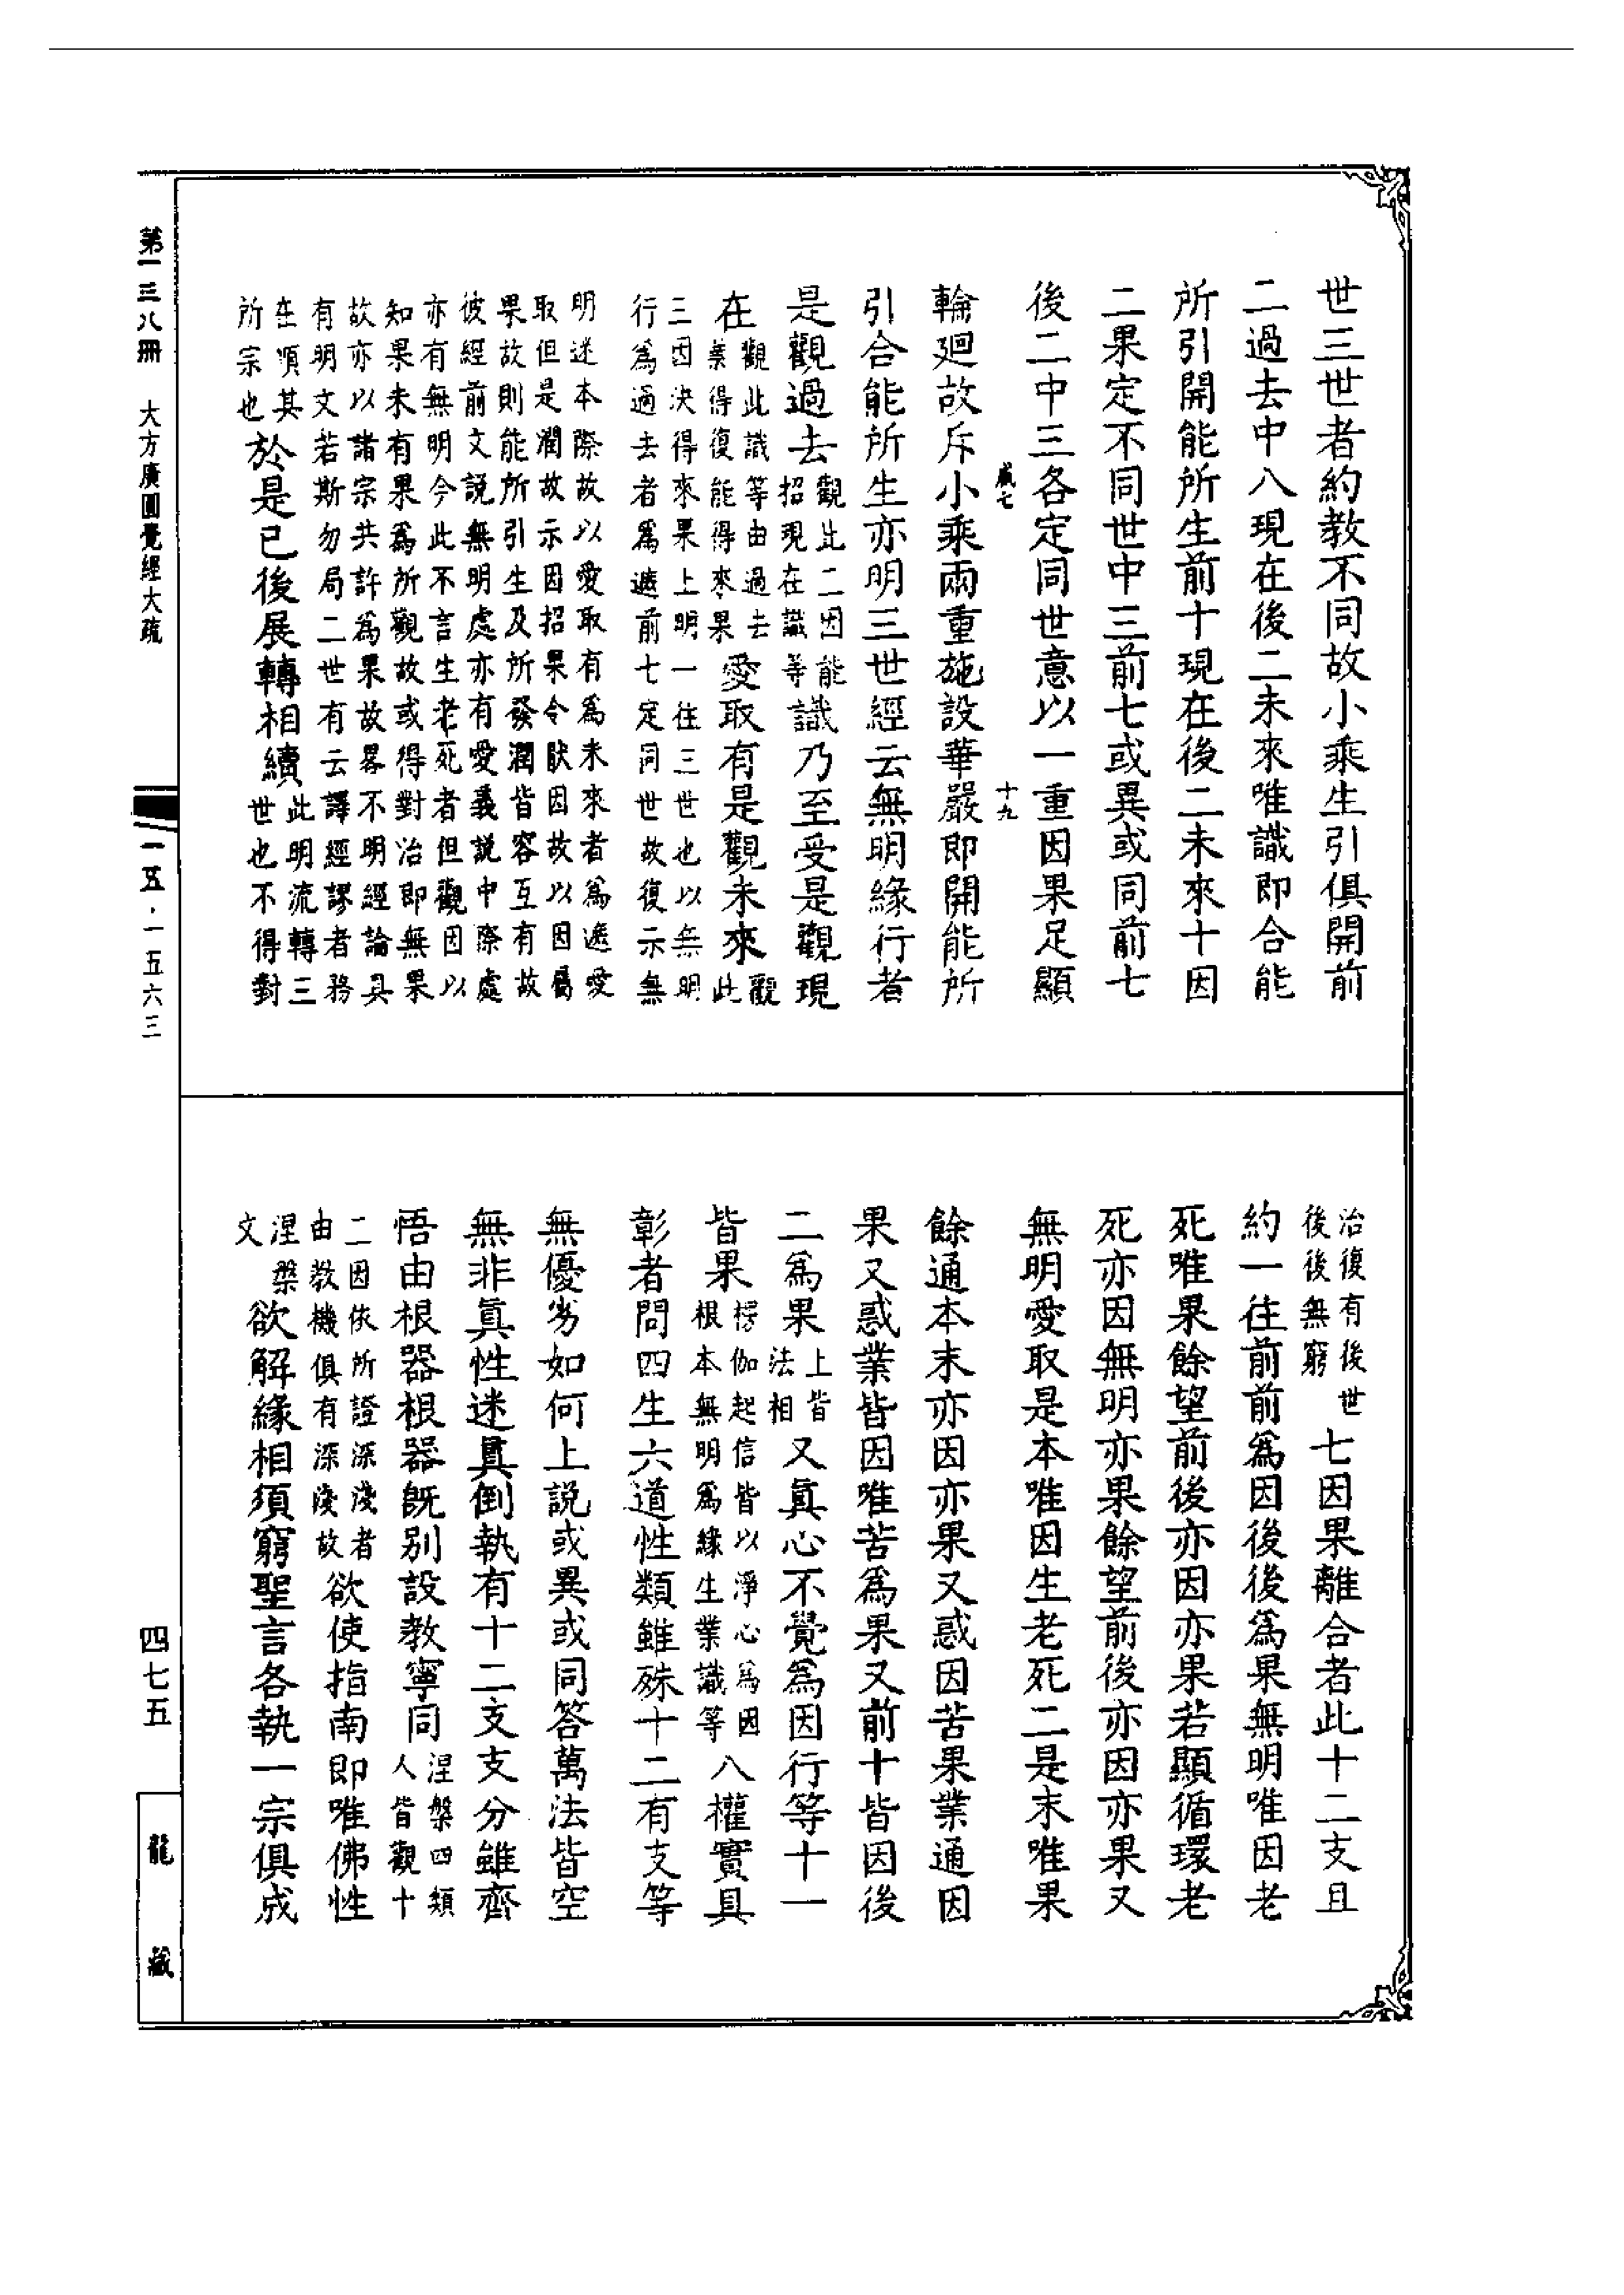 世三世者約教不同故小乘生引俱開前
二過去中八現在後二未來唯識即合能
所引開能所生前十現在後二未來十因
二果定不同世中三前七或異或同前七
後二中三各定同世意以一重因果足顯
咸七
十九
輪廻故斥小乘兩重施設華嚴即開能所
引合能所生亦明三世經云無明緣行者
是觀過去觀此二因能招現在識等識乃至受是觀現
在觀此識等由過去業得復能得來果愛取有是觀未來觀此
三因決得來果上明一往三世也以無明
行為過去者為遮前七定同世故復示無
明迷本際故以愛取有為未來者為遮愛
取但是潤故示因招果令猒因故以因屬
果故則能所引生及所發潤皆容互有故
彼經前文說無明處亦有愛義說中際處
亦有無明今此不言生老死者但觀因以
知果未有果為所觀故或得對治即無果
故亦以諸宗共許為果故畧不明經論具
有明文若斯勿局二世有云譯經謬者務
在順其
所宗也於是已後展轉相續此明流轉三
世也不得對
治復有後世
後後無窮七因果離合者此十二支且
約一往前前為因後後為果無明唯因老
死唯果餘望前後亦因亦果若顯循環老
死亦因無明亦果餘望前後亦因亦果又
無明愛取是本唯因生老死二是末唯果
餘通本末亦因亦果又惑因苦果業通因
果又惑業皆因唯苦為果又前十皆因後
二為果上皆法相又真心不覺為因行等十一
皆果楞伽起信皆以淨心為因根本無明為緣生業識等八權實具
彰者問四生六道性類雖殊十二有支等
無優劣如何上說或異或同答萬法皆空
無非真性迷真倒執有十二支支分雖齊
悟由根器根器既別設教寧同涅槃四類人皆觀十
二因依所證深淺者由教機俱有深淺故欲使指南即唯佛性
涅槃文欲解緣相須窮聖言各執一宗俱成
第一三八冊
大方廣圓覺經大疏
一五·一五六三
四七五
龍藏